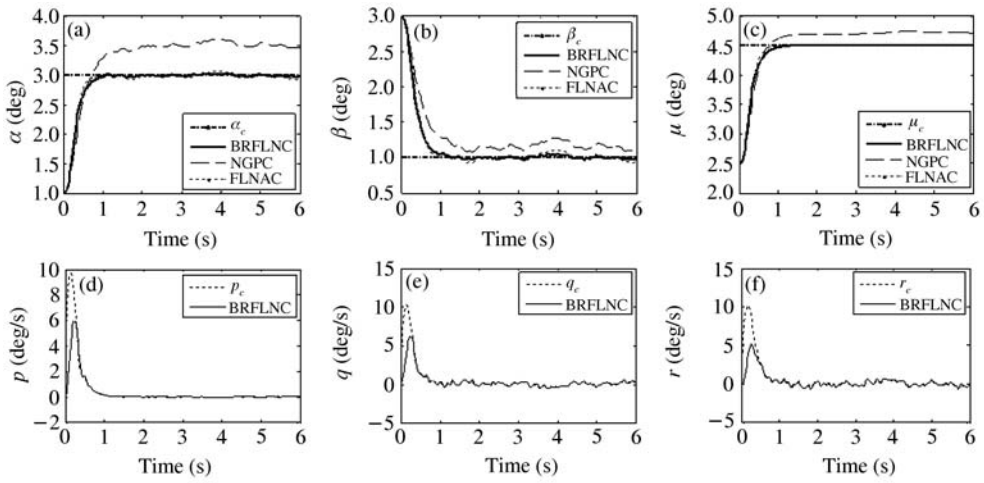 (a)
α (deg)
4.0
3.5
3.0
2.5
2.0
1.5
1.0
α_c
BRFLNC
NGPC
FLNAC
0 1 2 3 4 5 6
Time (s)
(b)
β (deg)
3.0
2.5
2.0
1.5
1.0
0.5
β_c
BRFLNC
NGPC
FLNAC
0 1 2 3 4 5 6
Time (s)
(c)
μ (deg)
5.0
4.5
4.0
3.5
3.0
2.5
2.0
μ_c
BRFLNC
NGPC
FLNAC
0 1 2 3 4 5 6
Time (s)
(d)
p (deg/s)
10
8
6
4
2
0
−2
p_c
BRFLNC
0 1 2 3 4 5 6
Time (s)
(e)
q (deg/s)
15
10
5
0
−5
q_c
BRFLNC
0 1 2 3 4 5 6
Time (s)
(f)
r (deg/s)
15
10
5
0
−5
r_c
BRFLNC
0 1 2 3 4 5 6
Time (s)